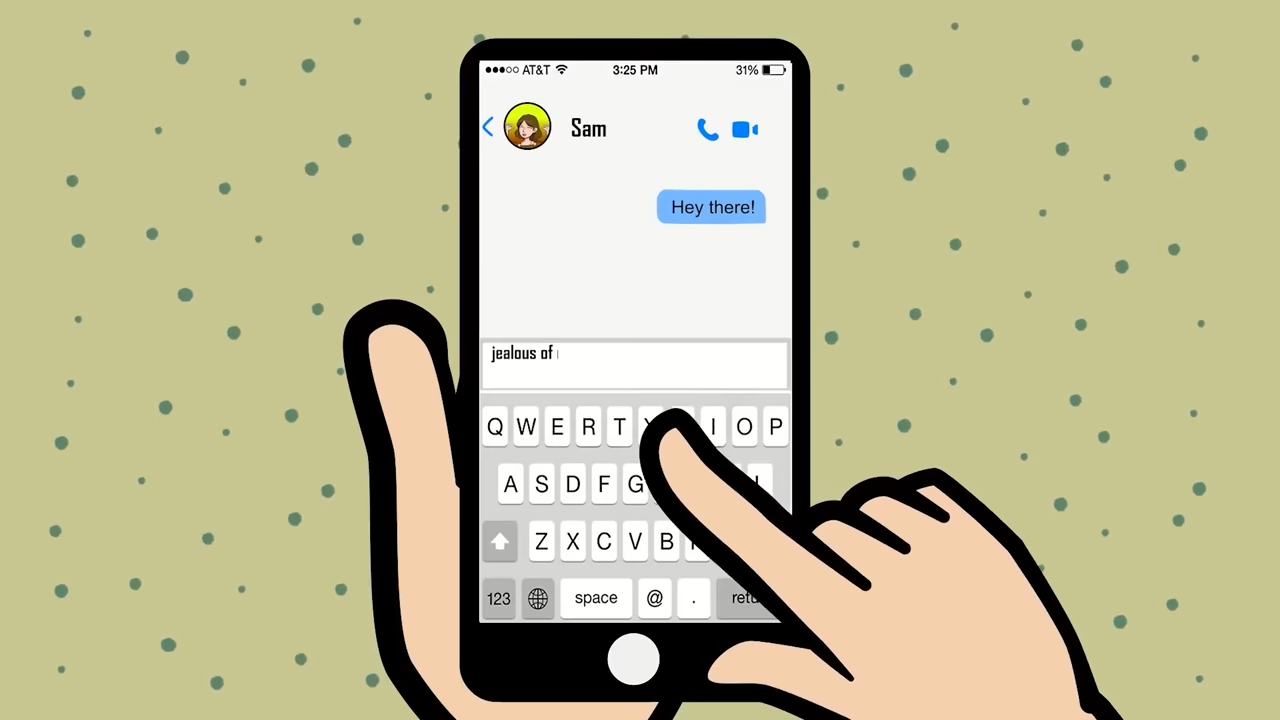 AT&T 3:25 PM 31%
Sam
Hey there!
jealous of
Q W E R T I O P
A S D F G
Z X C V B
123 space @ .